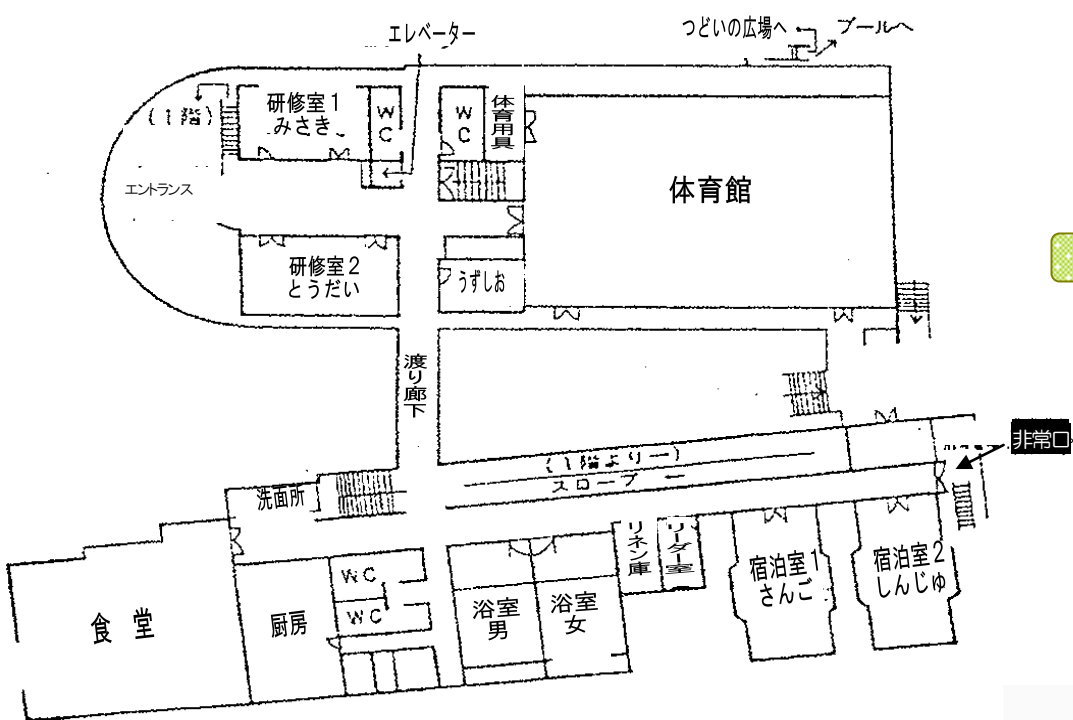 エレベーター
つどいの広場へ
プールへ
(1階)
研修室1
みさき
WC
WC
体育用具
体育館
エントランス
研修室2
とうだい
うずしお
渡り廊下
非常口
(1階よりー)
スロープ ー
洗面所
リネン庫
リーダー室
宿泊室1
さんご
宿泊室2
しんじゅ
WC
WC
食堂
厨房
浴室
男
浴室
女